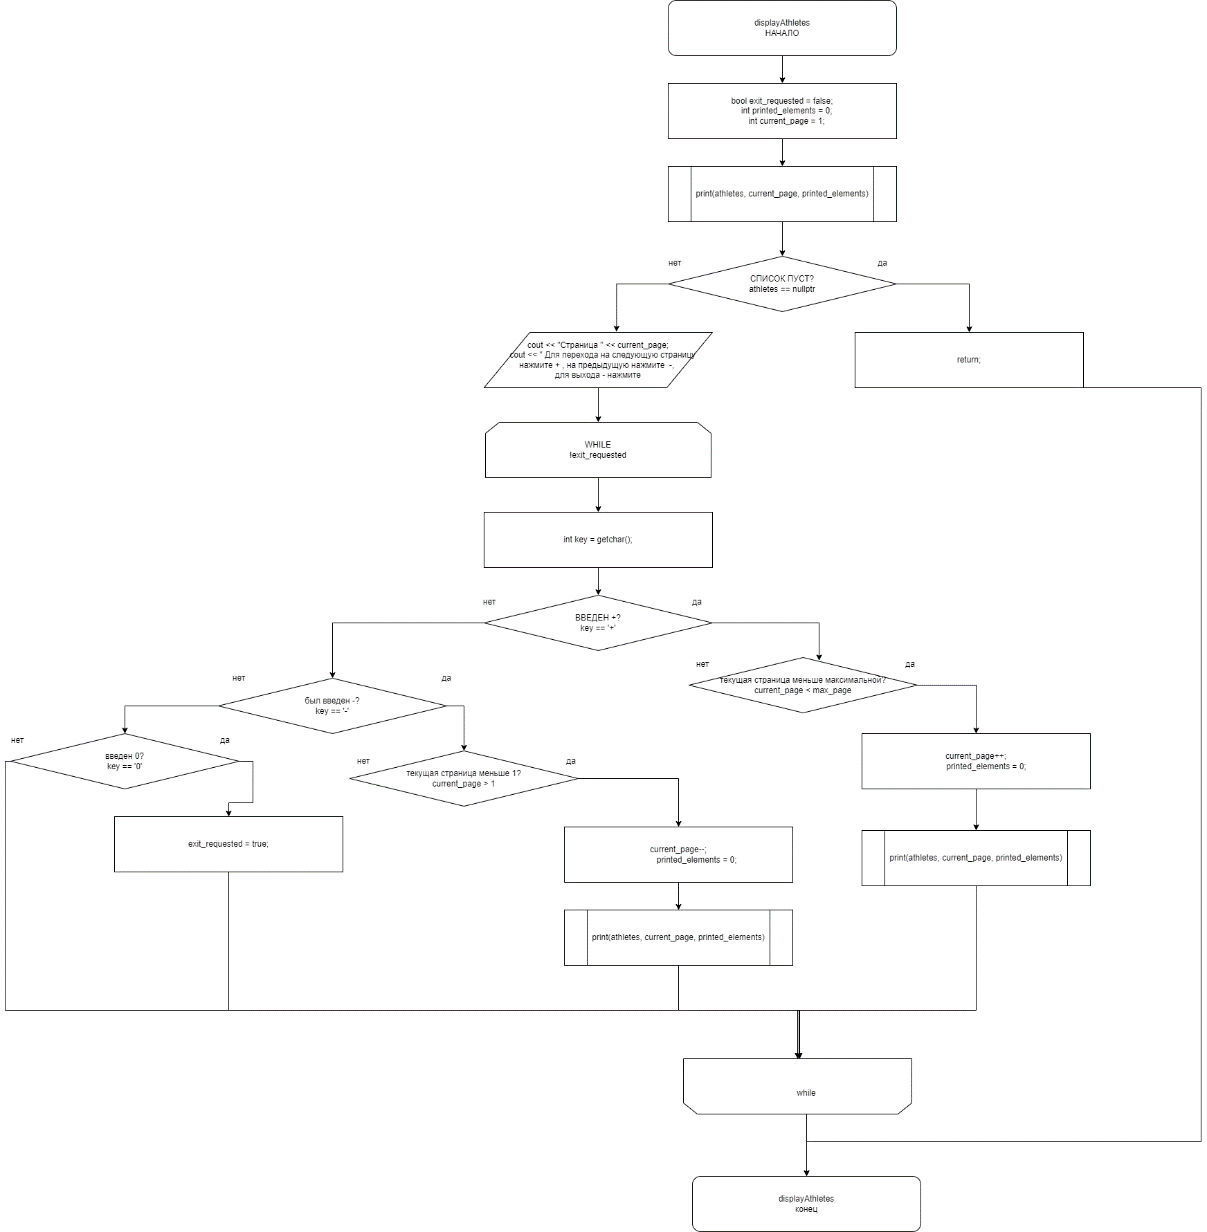 displayAthletes
НАЧАЛО
bool exit_requested = false;
int printed_elements = 0;
int current_page = 1;
print(athletes, current_page, printed_elements)
нет
да
СПИСОК ПУСТ?
athletes == nullptr
cout << "Страница " << current_page;
cout << " Для перехода на следующую страницу
нажмите + , на предыдущую нажмите -,
для выхода - нажмите
return;
WHILE
!exit_requested
int key = getchar();
нет
да
ВВЕДЕН +?
key == '+'
нет
да
текущая страница меньше максимальной?
current_page < max_page
нет
да
был введен -?
key == '-'
нет
да
введен 0?
key == '0'
нет
да
текущая страница меньше 1?
current_page > 1
current_page++;
printed_elements = 0;
exit_requested = true;
current_page--;
printed_elements = 0;
print(athletes, current_page, printed_elements)
print(athletes, current_page, printed_elements)
while
displayAthletes
конец